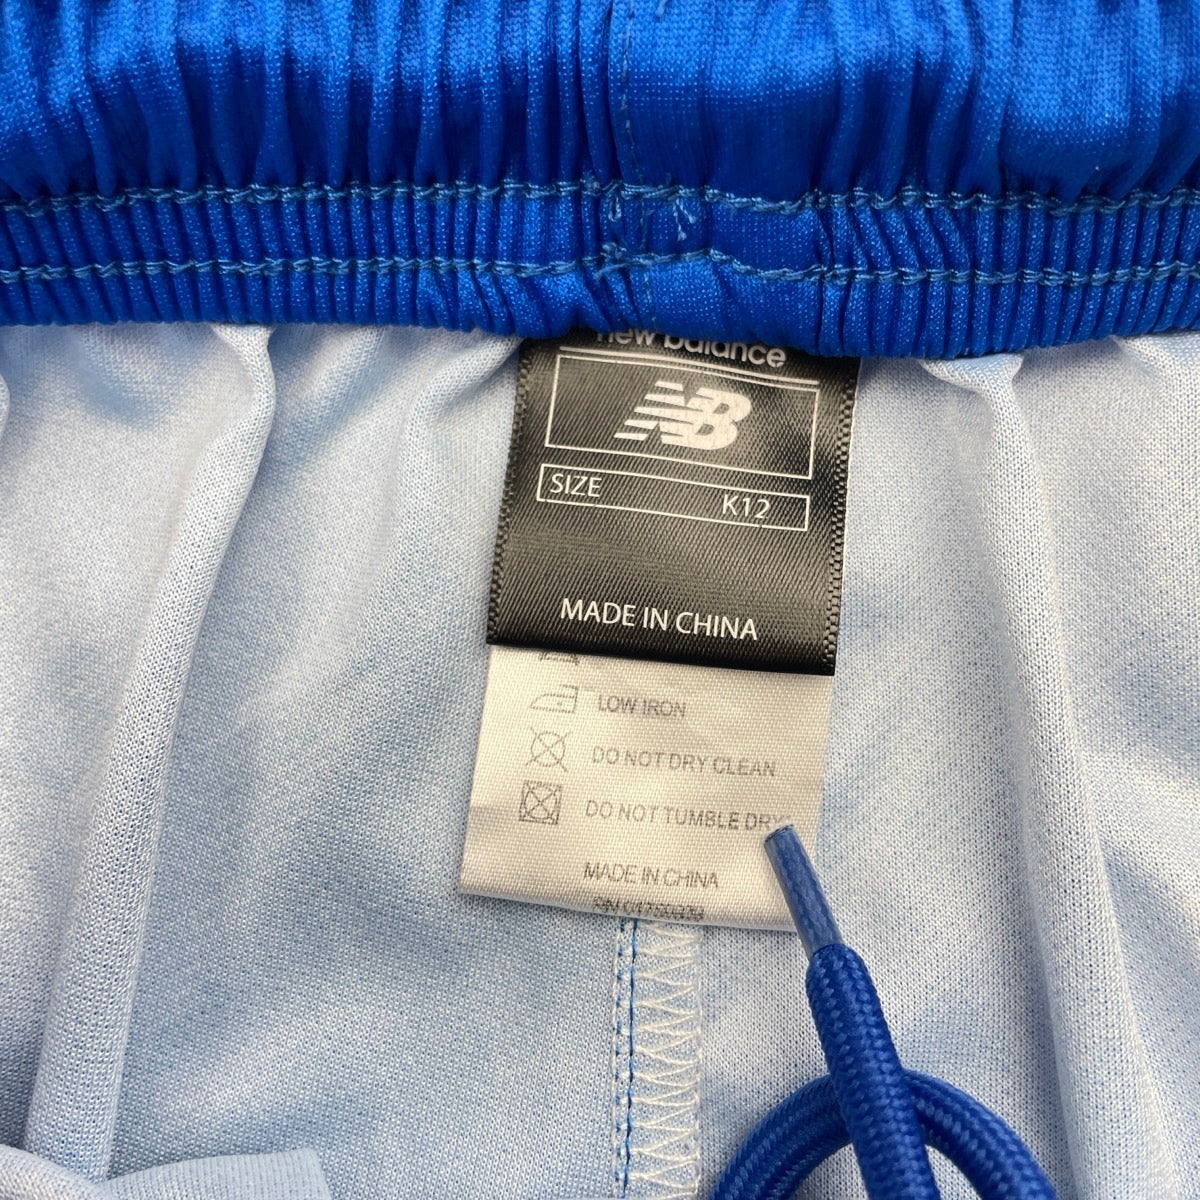 new balance
NB
SIZE K12
MADE IN CHINA
LOW IRON
DO NOT DRY CLEAN
DO NOT TUMBLE DRY
MADE IN CHINA